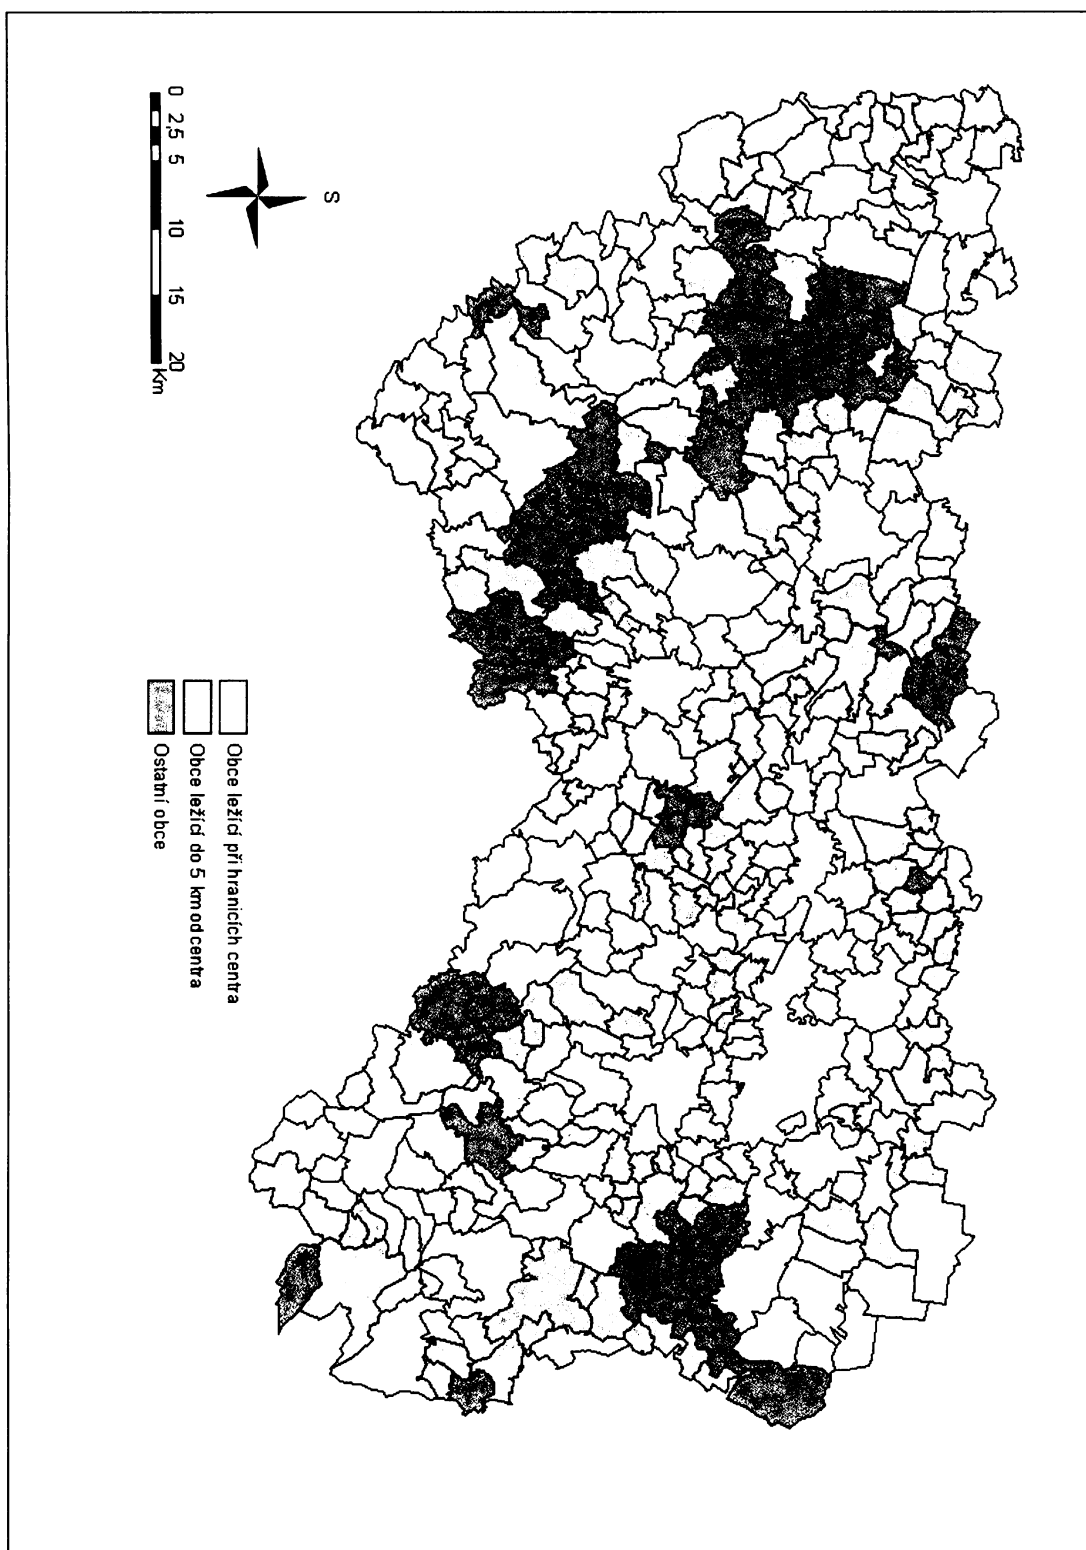 S
0 2,5 5 10 15 20
Km
Obce ležící při hranicích centra
Obce ležící do 5 km od centra
Ostatní obce